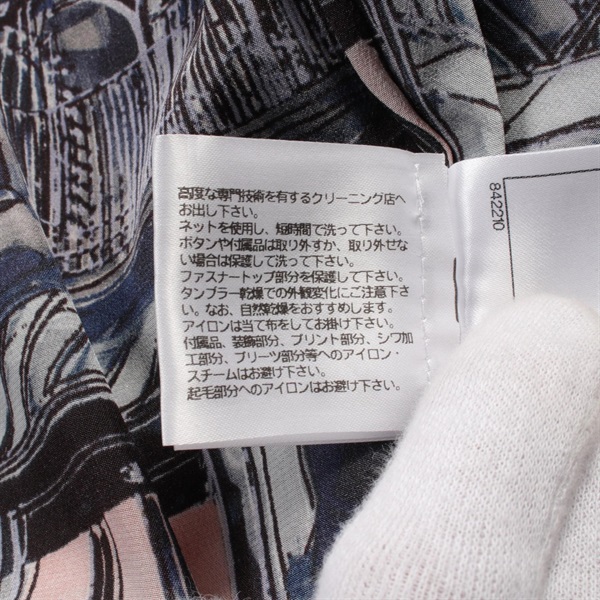 高度な専門技術を有するクリーニング店へ
お出し下さい。
ネットを使用し、短時間で洗って下さい。
ボタンや付属品は取り外すか、取り外せな
い場合は保護して洗って下さい。
ファスナートップ部分を保護して下さい。
タンブラー乾燥での外観変化にご注意下さ
い。なお、自然乾燥をおすすめします。
アイロンは当て布をしてお掛け下さい。
付属品、装飾部分、プリント部分、シワ加
工部分、プリーツ部分等へのアイロン・
スチームはお避け下さい。
起毛部分へのアイロンはお避け下さい。
842210